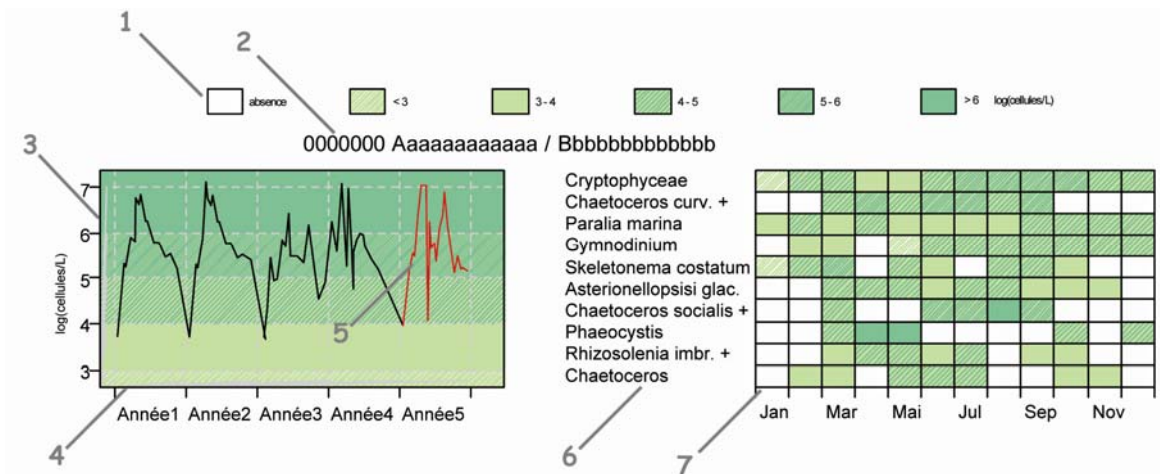 1
2
absence
< 3
3 - 4
4 - 5
5 - 6
> 6 log(cellules/L)
0000000 Aaaaaaaaaaaaa / Bbbbbbbbbbbbbb
3
7
6
5
4
3
log(cellules/L)
5
Année1 Année2 Année3 Année4 Année5
4
Cryptophyceae
Chaetoceros curv. +
Paralia marina
Gymnodinium
Skeletonema costatum
Asterionellopsisi glac.
Chaetoceros socialis +
Phaeocystis
Rhizosolenia imbr. +
Chaetoceros
Jan Mar Mai Jul Sep Nov
6
7